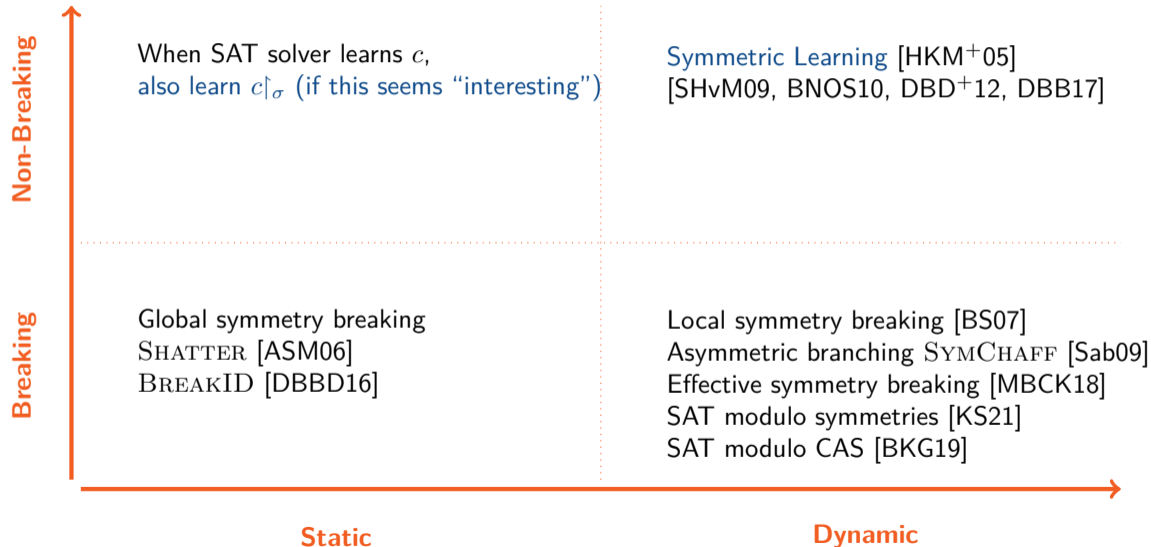 Non-Breaking
When SAT solver learns c,
also learn c↾σ (if this seems “interesting”)
Symmetric Learning [HKM+05]
[SHvM09, BNOS10, DBD+12, DBB17]
Breaking
Global symmetry breaking
SHATTER [ASM06]
BREAKID [DBBD16]
Local symmetry breaking [BS07]
Asymmetric branching SYMCHAFF [Sab09]
Effective symmetry breaking [MBCK18]
SAT modulo symmetries [KS21]
SAT modulo CAS [BKG19]
Static
Dynamic